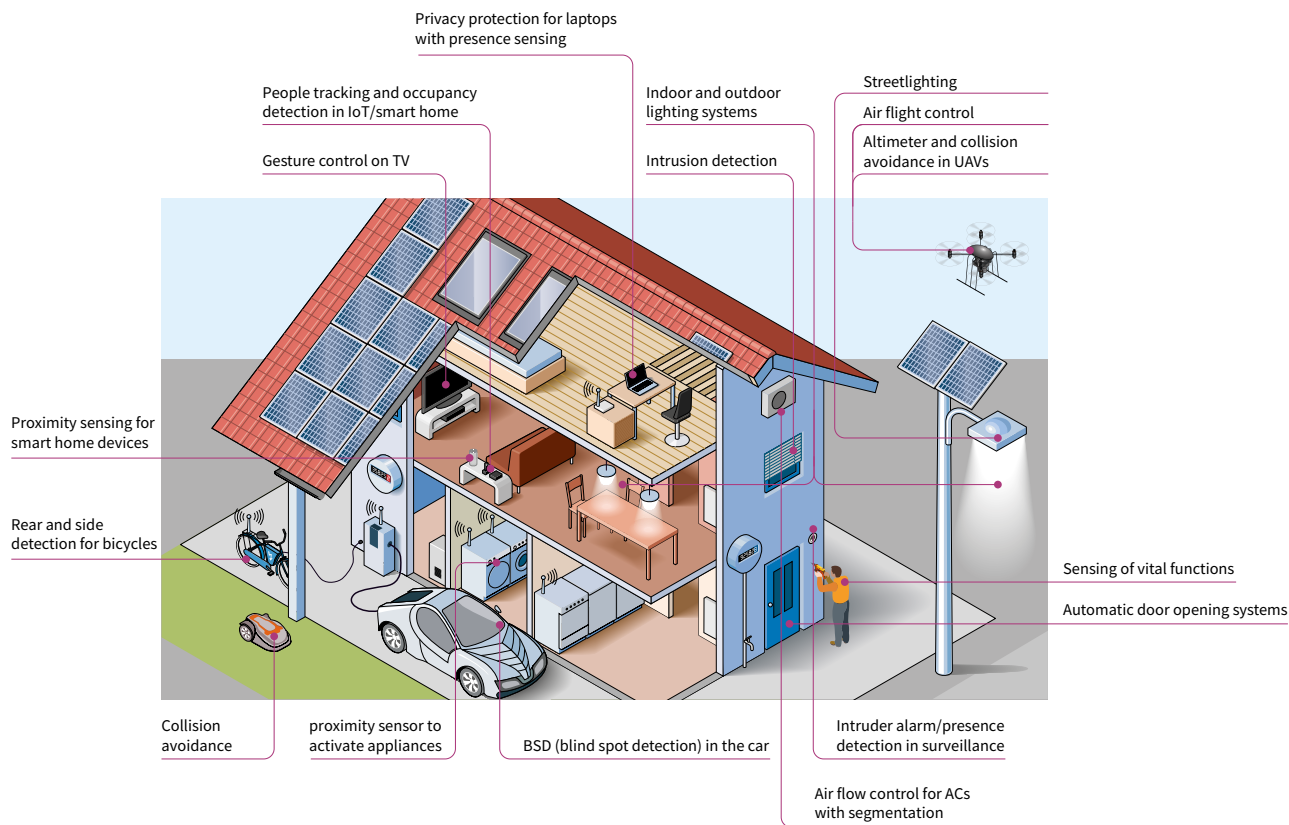 Privacy protection for laptops
with presence sensing
People tracking and occupancy
detection in IoT/smart home
Gesture control on TV
Indoor and outdoor
lighting systems
Intrusion detection
Streetlighting
Air flight control
Altimeter and collision
avoidance in UAVs
Proximity sensing for
smart home devices
Rear and side
detection for bicycles
Sensing of vital functions
Automatic door opening systems
Collision
avoidance
proximity sensor to
activate appliances
BSD (blind spot detection) in the car
Intruder alarm/presence
detection in surveillance
Air flow control for ACs
with segmentation